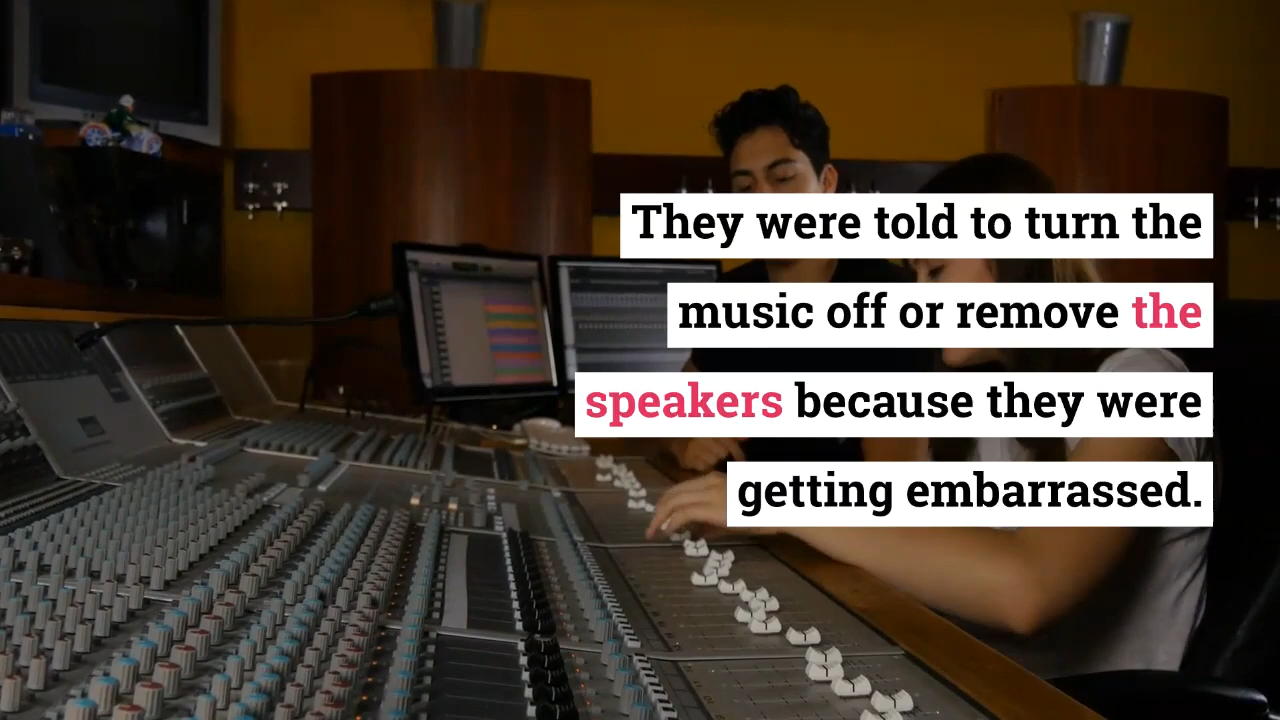 They were told to turn the
music off or remove the
speakers because they were
getting embarrassed.